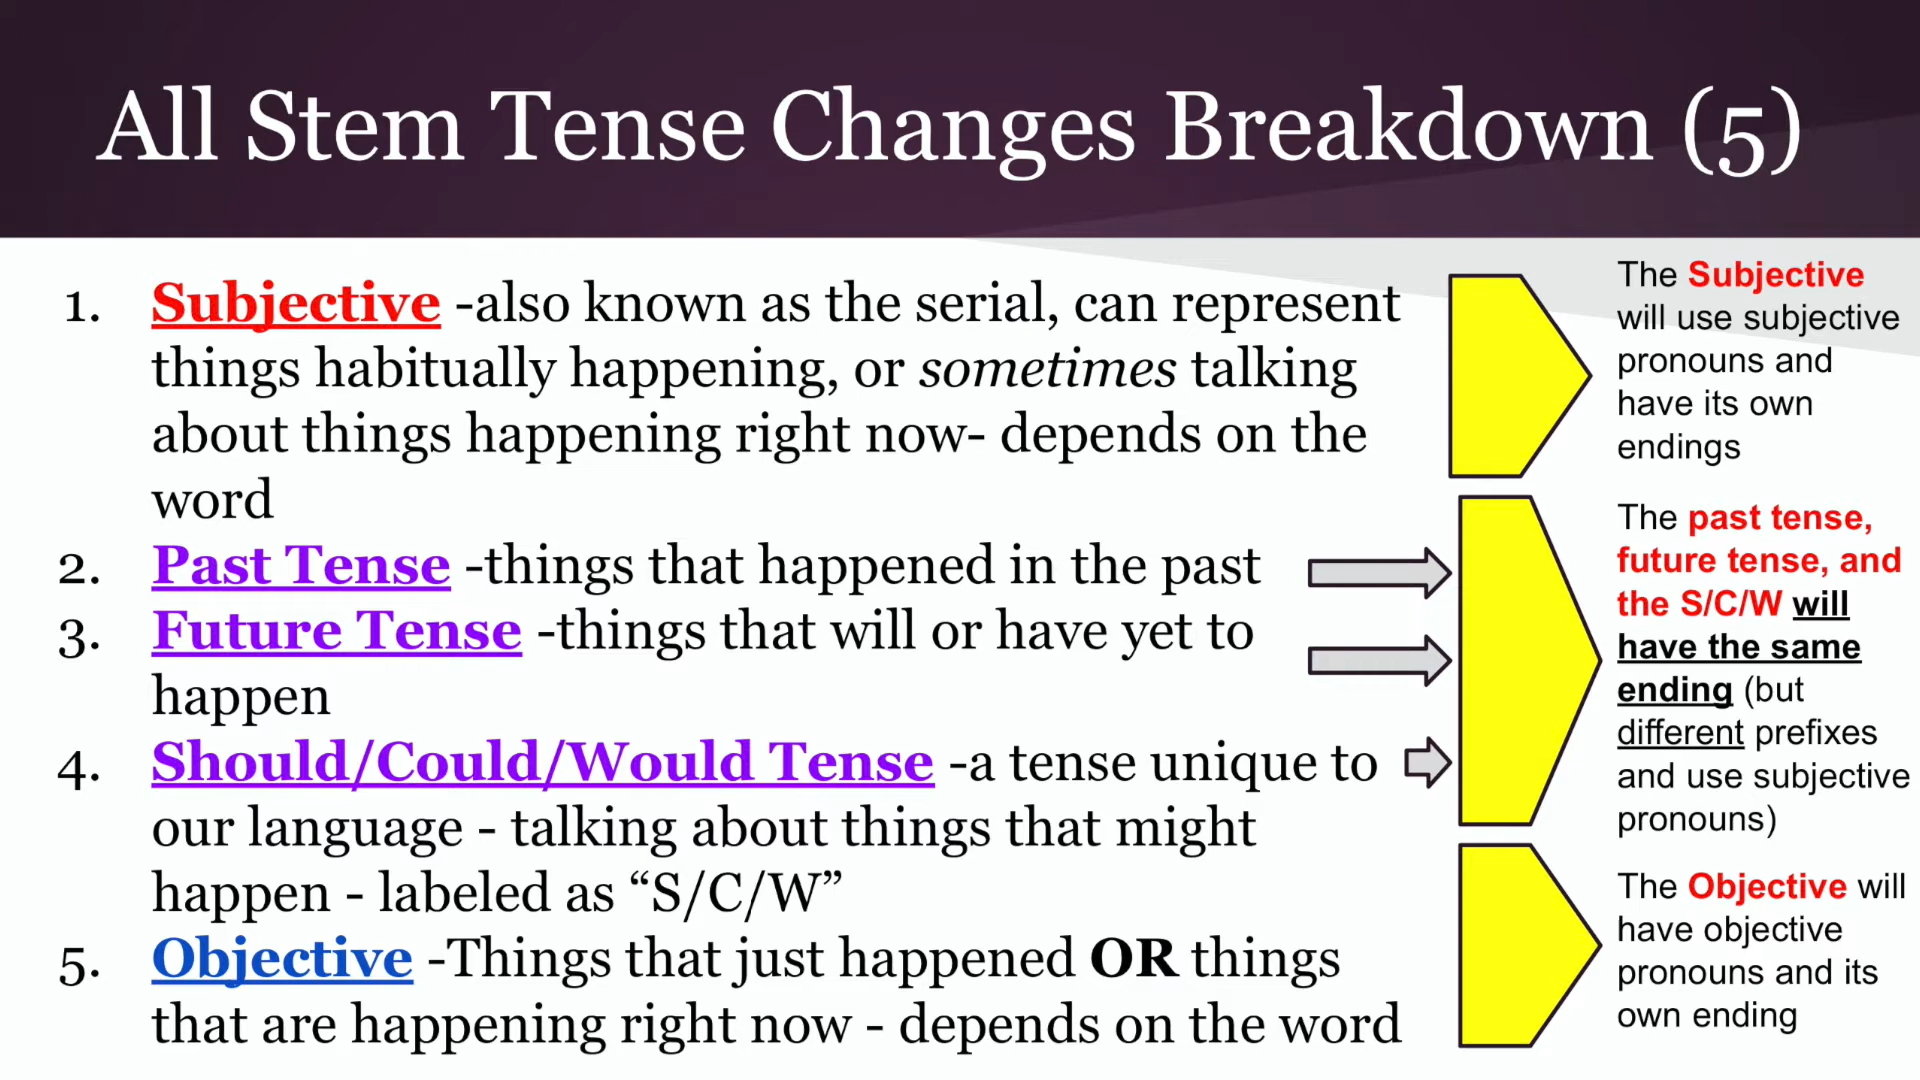 All Stem Tense Changes Breakdown (5)
1. Subjective -also known as the serial, can represent
things habitually happening, or sometimes talking
about things happening right now- depends on the
word
2. Past Tense -things that happened in the past
3. Future Tense -things that will or have yet to
happen
4. Should/Could/Would Tense -a tense unique to
our language - talking about things that might
happen - labeled as “S/C/W”
5. Objective -Things that just happened OR things
that are happening right now - depends on the word
The Subjective
will use subjective
pronouns and
have its own
endings
The past tense,
future tense, and
the S/C/W will
have the same
ending (but
different prefixes
and use subjective
pronouns)
The Objective will
have objective
pronouns and its
own ending